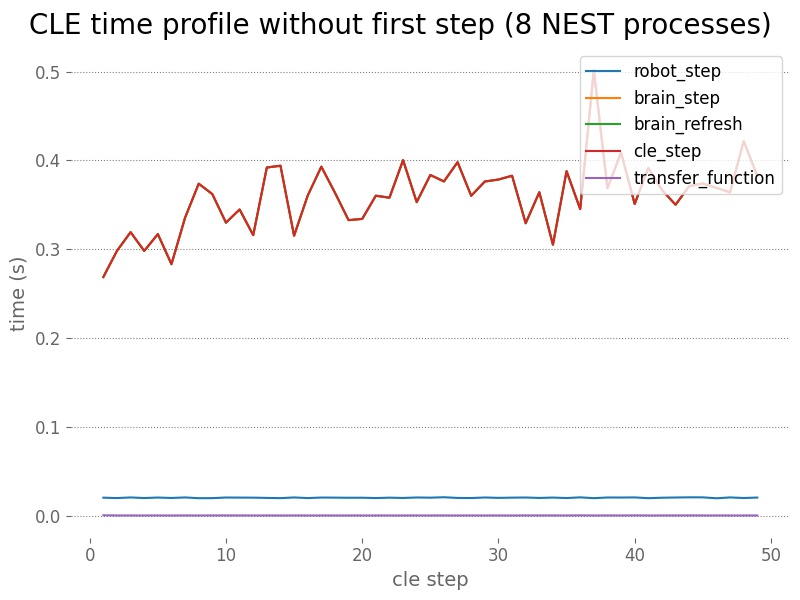 CLE time profile without first step (8 NEST processes)
robot_step
brain_step
brain_refresh
cle_step
transfer_function
0.5
0.4
0.3
0.2
0.1
0.0
time (s)
0 10 20 30 40 50
cle step